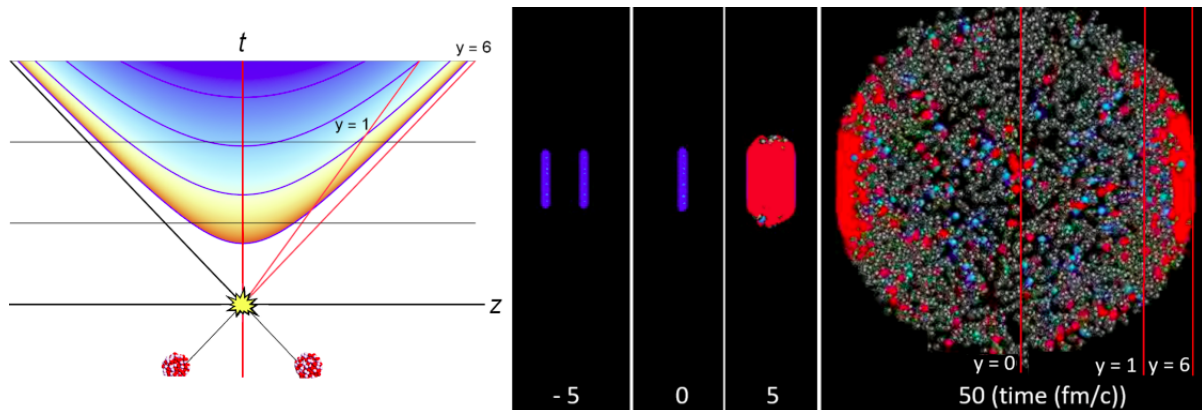 t
y = 6
y = 1
z
y = 0
y = 1
y = 6
- 5
0
5
50 (time (fm/c))